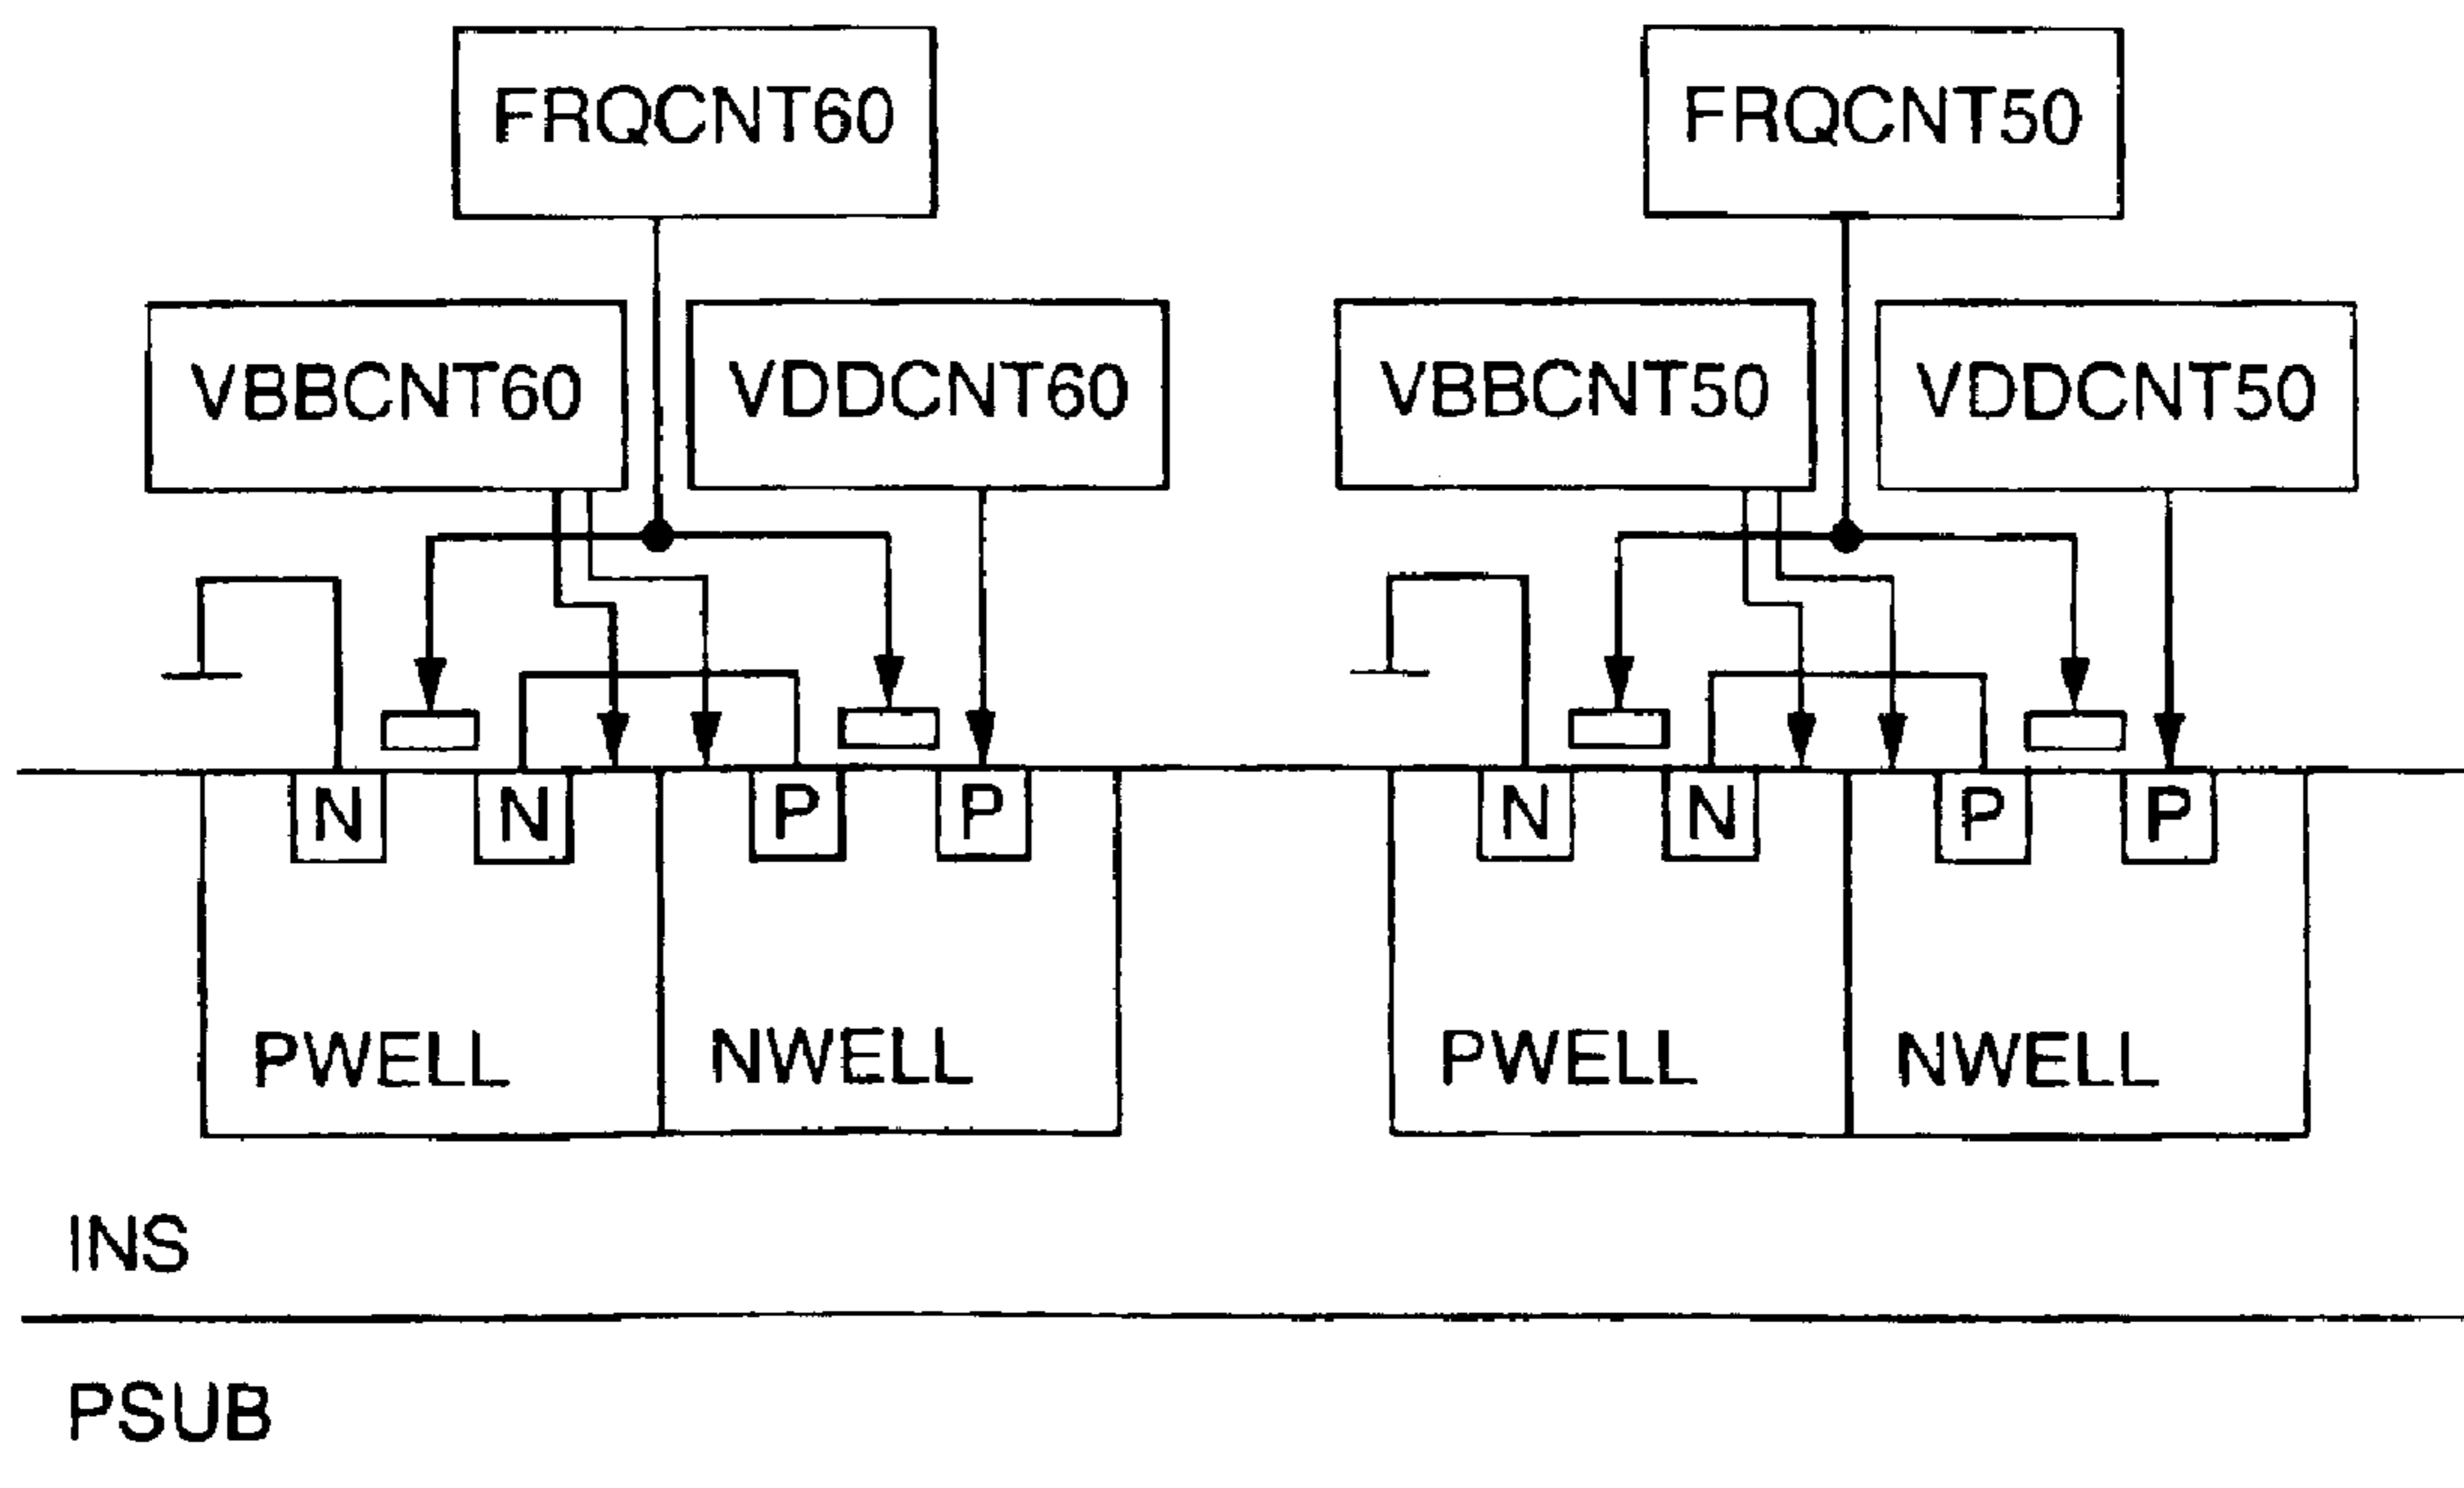 FRQCNT60 FRQCNT50
VBBCNT60 VDDCNT60 VBBCNT50 VDDCNT50
N N P P N N P P
PWELL NWELL PWELL NWELL
INS
PSUB